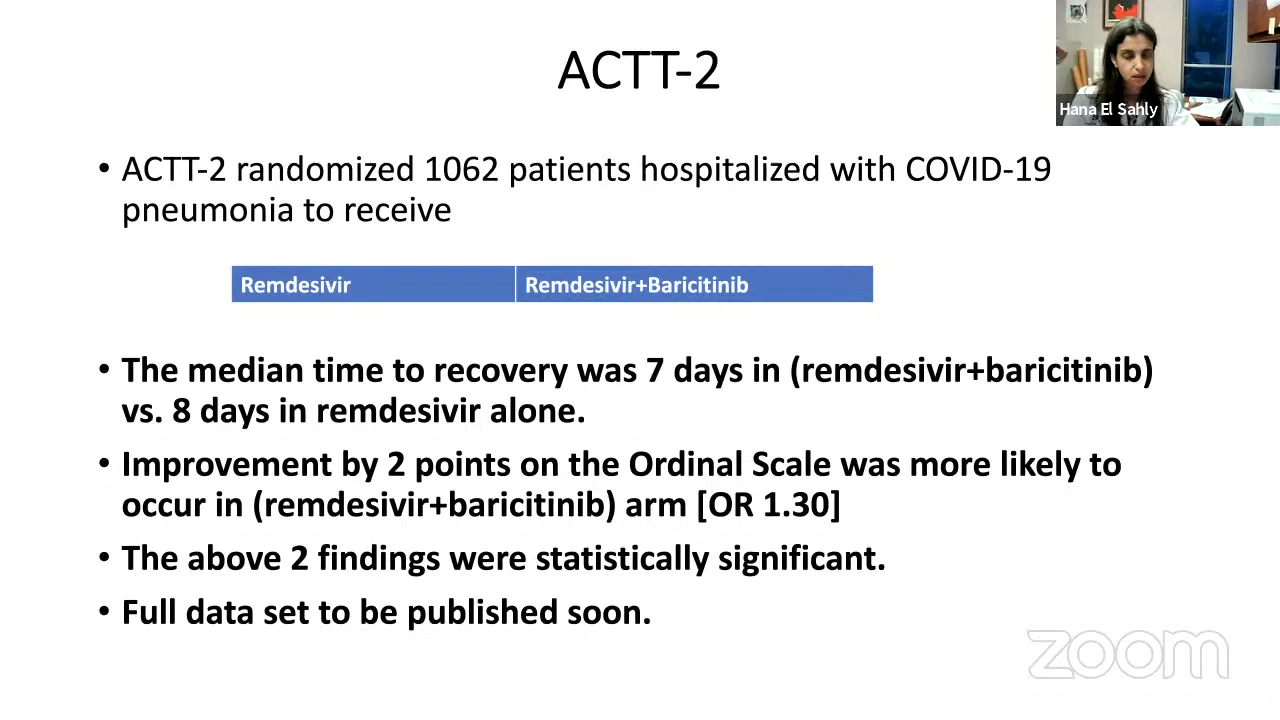 ACTT-2
Hana El Sahly
• ACTT-2 randomized 1062 patients hospitalized with COVID-19
pneumonia to receive
Remdesivir Remdesivir+Baricitinib
• The median time to recovery was 7 days in (remdesivir+baricitinib)
vs. 8 days in remdesivir alone.
• Improvement by 2 points on the Ordinal Scale was more likely to
occur in (remdesivir+baricitinib) arm [OR 1.30]
• The above 2 findings were statistically significant.
• Full data set to be published soon.
zoom